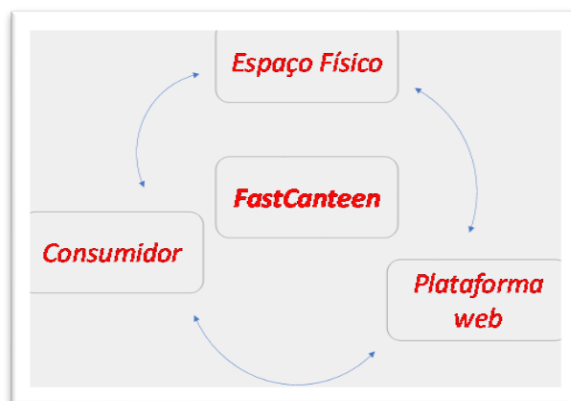 Espaço Físico
FastCanteen
Consumidor
Plataforma
web